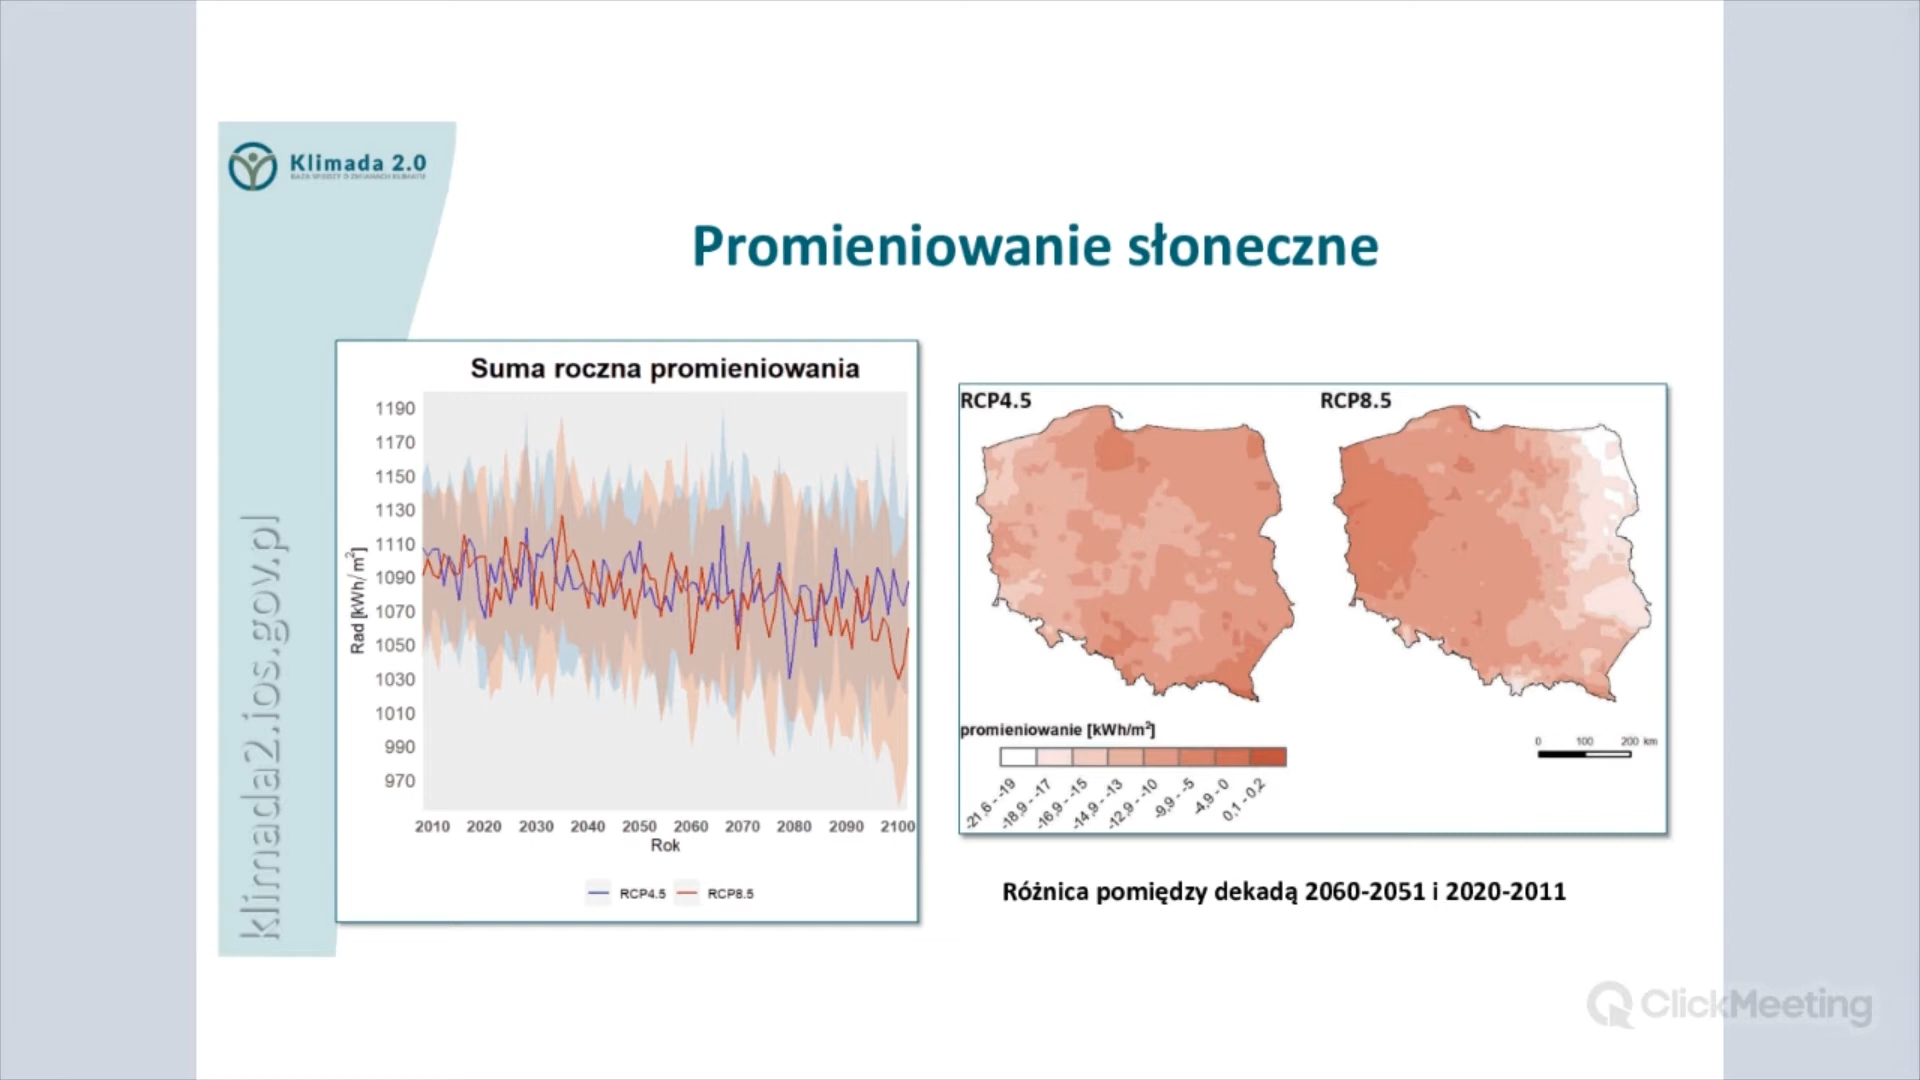 Klimada 2.0
BAZA WIEDZY O ZMIANACH KLIMATU
klimada2.ios.gov.pl
Promieniowanie słoneczne
Suma roczna promieniowania
1190
1170
1150
1130
1110
1090
1070
1050
1030
1010
990
970
Rad [kWh/m²]
2010 2020 2030 2040 2050 2060 2070 2080 2090 2100
Rok
RCP4.5 RCP8.5
RCP4.5 RCP8.5
promieniowanie [kWh/m²]
-21,6 - -19
-18,9 - -17
-16,9 - -15
-14,9 - -13
-12,9 - -10
-9,9 - -5
-4,9 - 0
0,1 - 0,2
0 100 200 km
Różnica pomiędzy dekadą 2060-2051 i 2020-2011
ClickMeeting